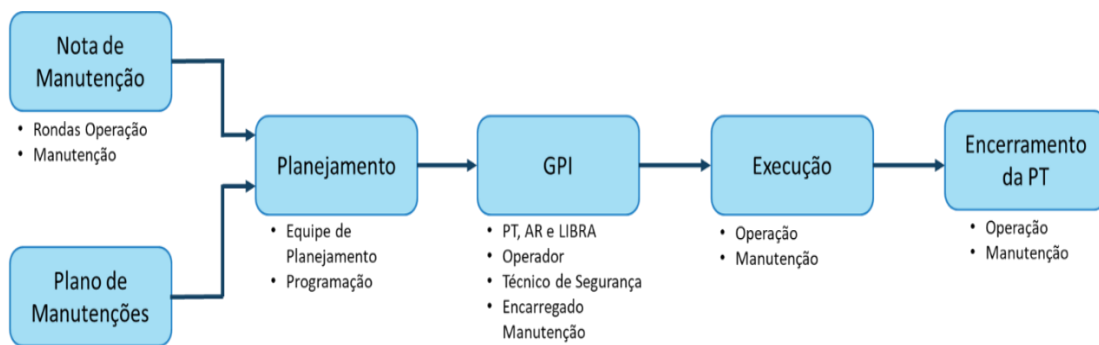 Nota de
Manutenção
• Rondas Operação
• Manutenção
Plano de
Manutenções
Planejamento
• Equipe de
Planejamento
• Programação
GPI
• PT, AR e LIBRA
• Operador
• Técnico de Segurança
• Encarregado
Manutenção
Execução
• Operação
• Manutenção
Encerramento
da PT
• Operação
• Manutenção